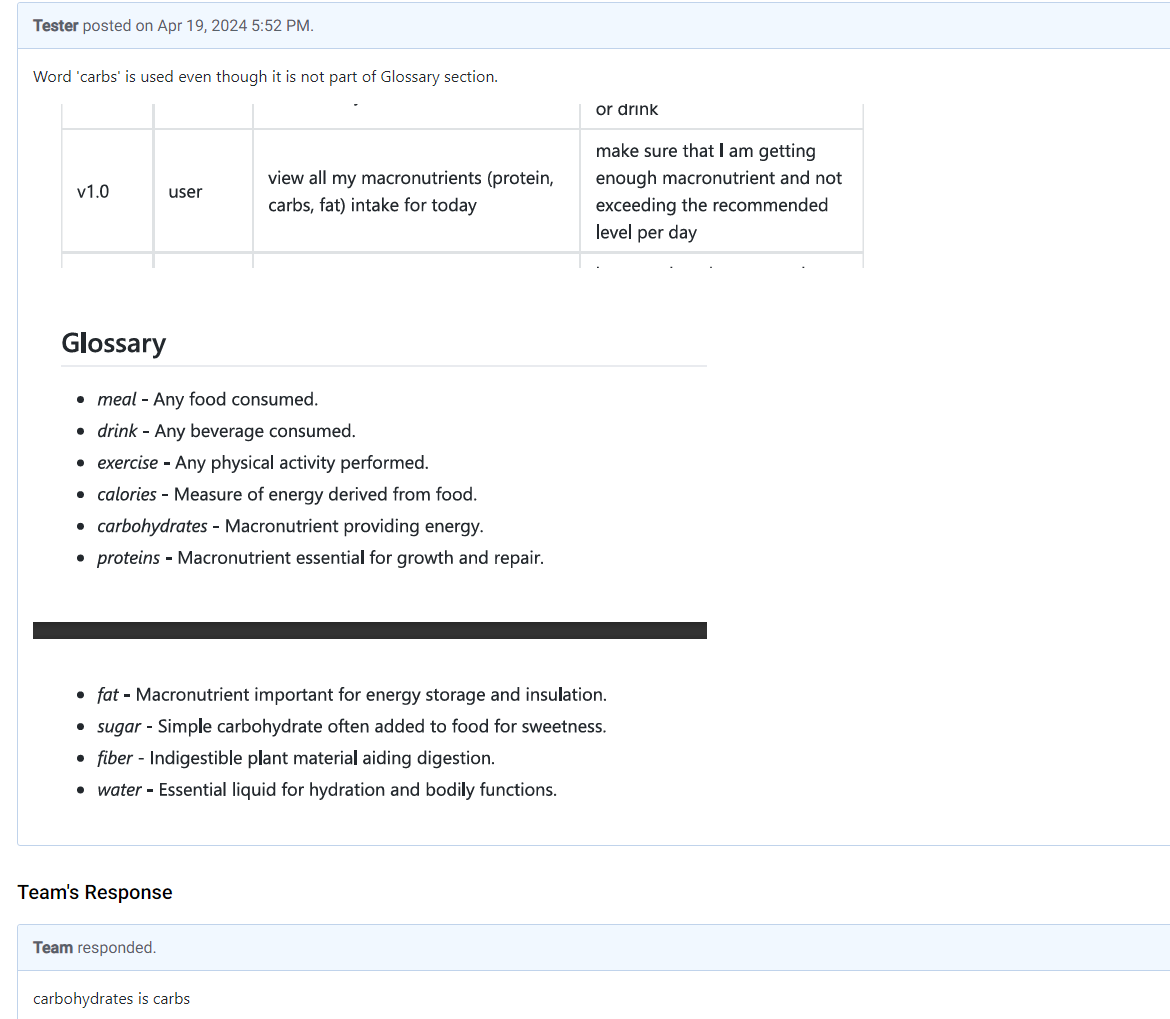 Tester posted on Apr 19, 2024 5:52 PM.
Word 'carbs' is used even though it is not part of Glossary section.
or drink
v1.0
user
view all my macronutrients (protein,
carbs, fat) intake for today
make sure that I am getting
enough macronutrient and not
exceeding the recommended
level per day
Glossary
• meal - Any food consumed.
• drink - Any beverage consumed.
• exercise - Any physical activity performed.
• calories - Measure of energy derived from food.
• carbohydrates - Macronutrient providing energy.
• proteins - Macronutrient essential for growth and repair.
• fat - Macronutrient important for energy storage and insulation.
• sugar - Simple carbohydrate often added to food for sweetness.
• fiber - Indigestible plant material aiding digestion.
• water - Essential liquid for hydration and bodily functions.
Team's Response
Team responded.
carbohydrates is carbs